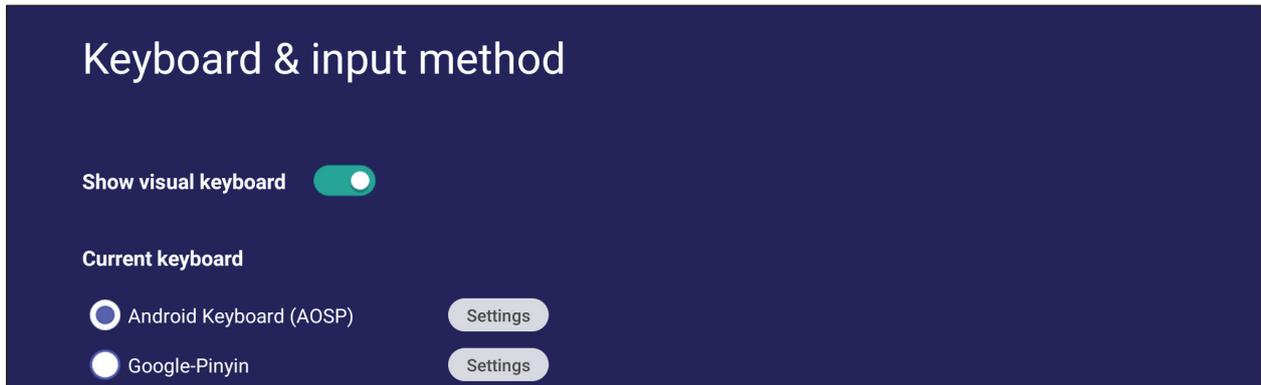 Keyboard & input method
Show visual keyboard
Current keyboard
Android Keyboard (AOSP) Settings
Google-Pinyin Settings